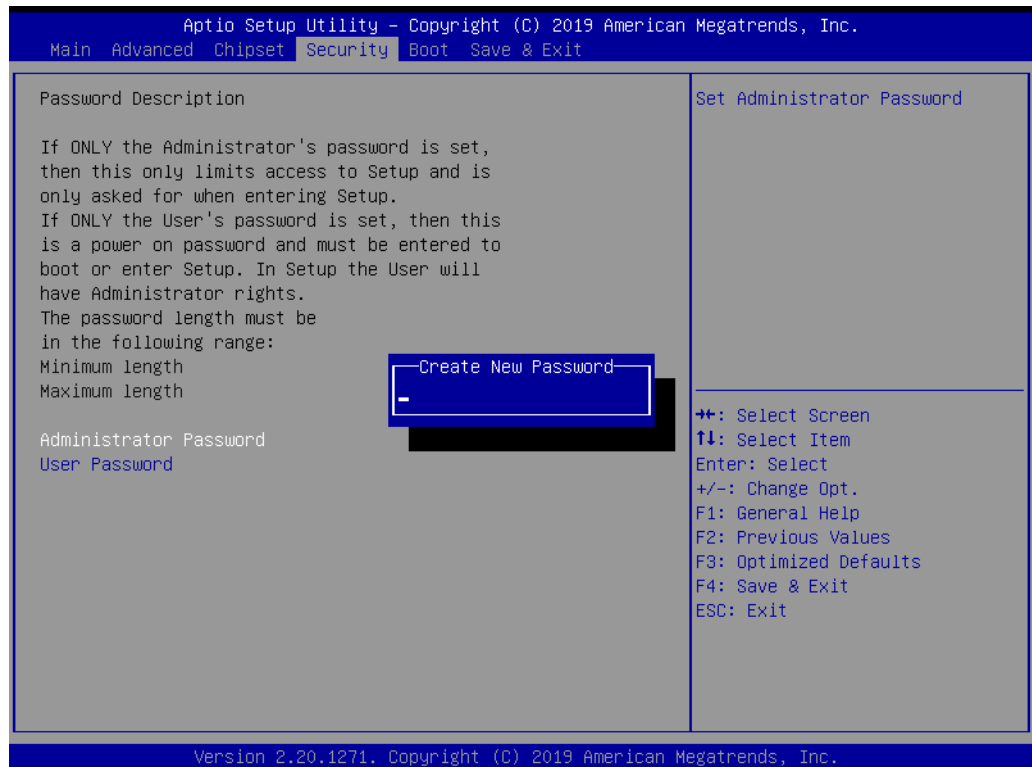 Aptio Setup Utility – Copyright (C) 2019 American Megatrends, Inc.
Main Advanced Chipset Security Boot Save & Exit
Password Description
If ONLY the Administrator's password is set,
then this only limits access to Setup and is
only asked for when entering Setup.
If ONLY the User's password is set, then this
is a power on password and must be entered to
boot or enter Setup. In Setup the User will
have Administrator rights.
The password length must be
in the following range:
Minimum length
Maximum length
Administrator Password
User Password
Create New Password
Set Administrator Password
→←: Select Screen
↑↓: Select Item
Enter: Select
+/-: Change Opt.
F1: General Help
F2: Previous Values
F3: Optimized Defaults
F4: Save & Exit
ESC: Exit
Version 2.20.1271. Copyright (C) 2019 American Megatrends, Inc.